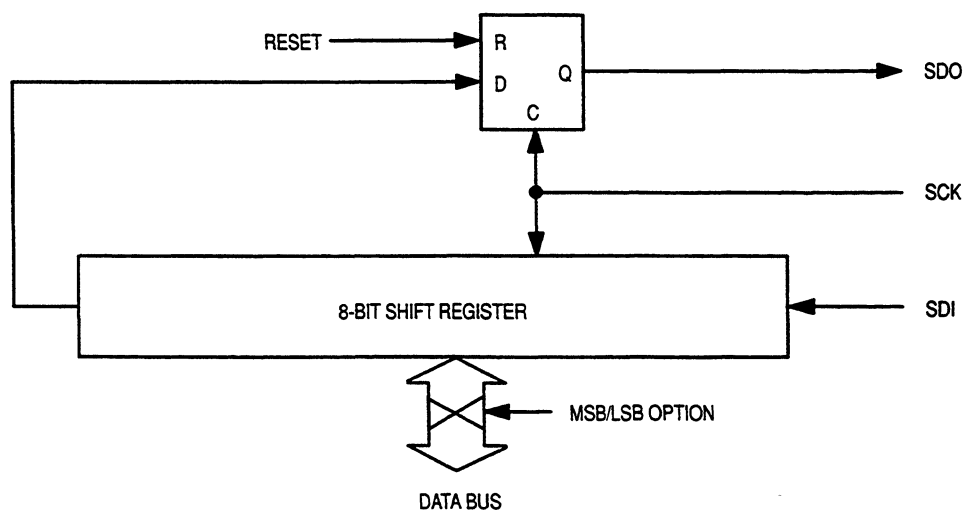 RESET
R
D
Q
C
SDO
SCK
8-BIT SHIFT REGISTER
SDI
MSB/LSB OPTION
DATA BUS